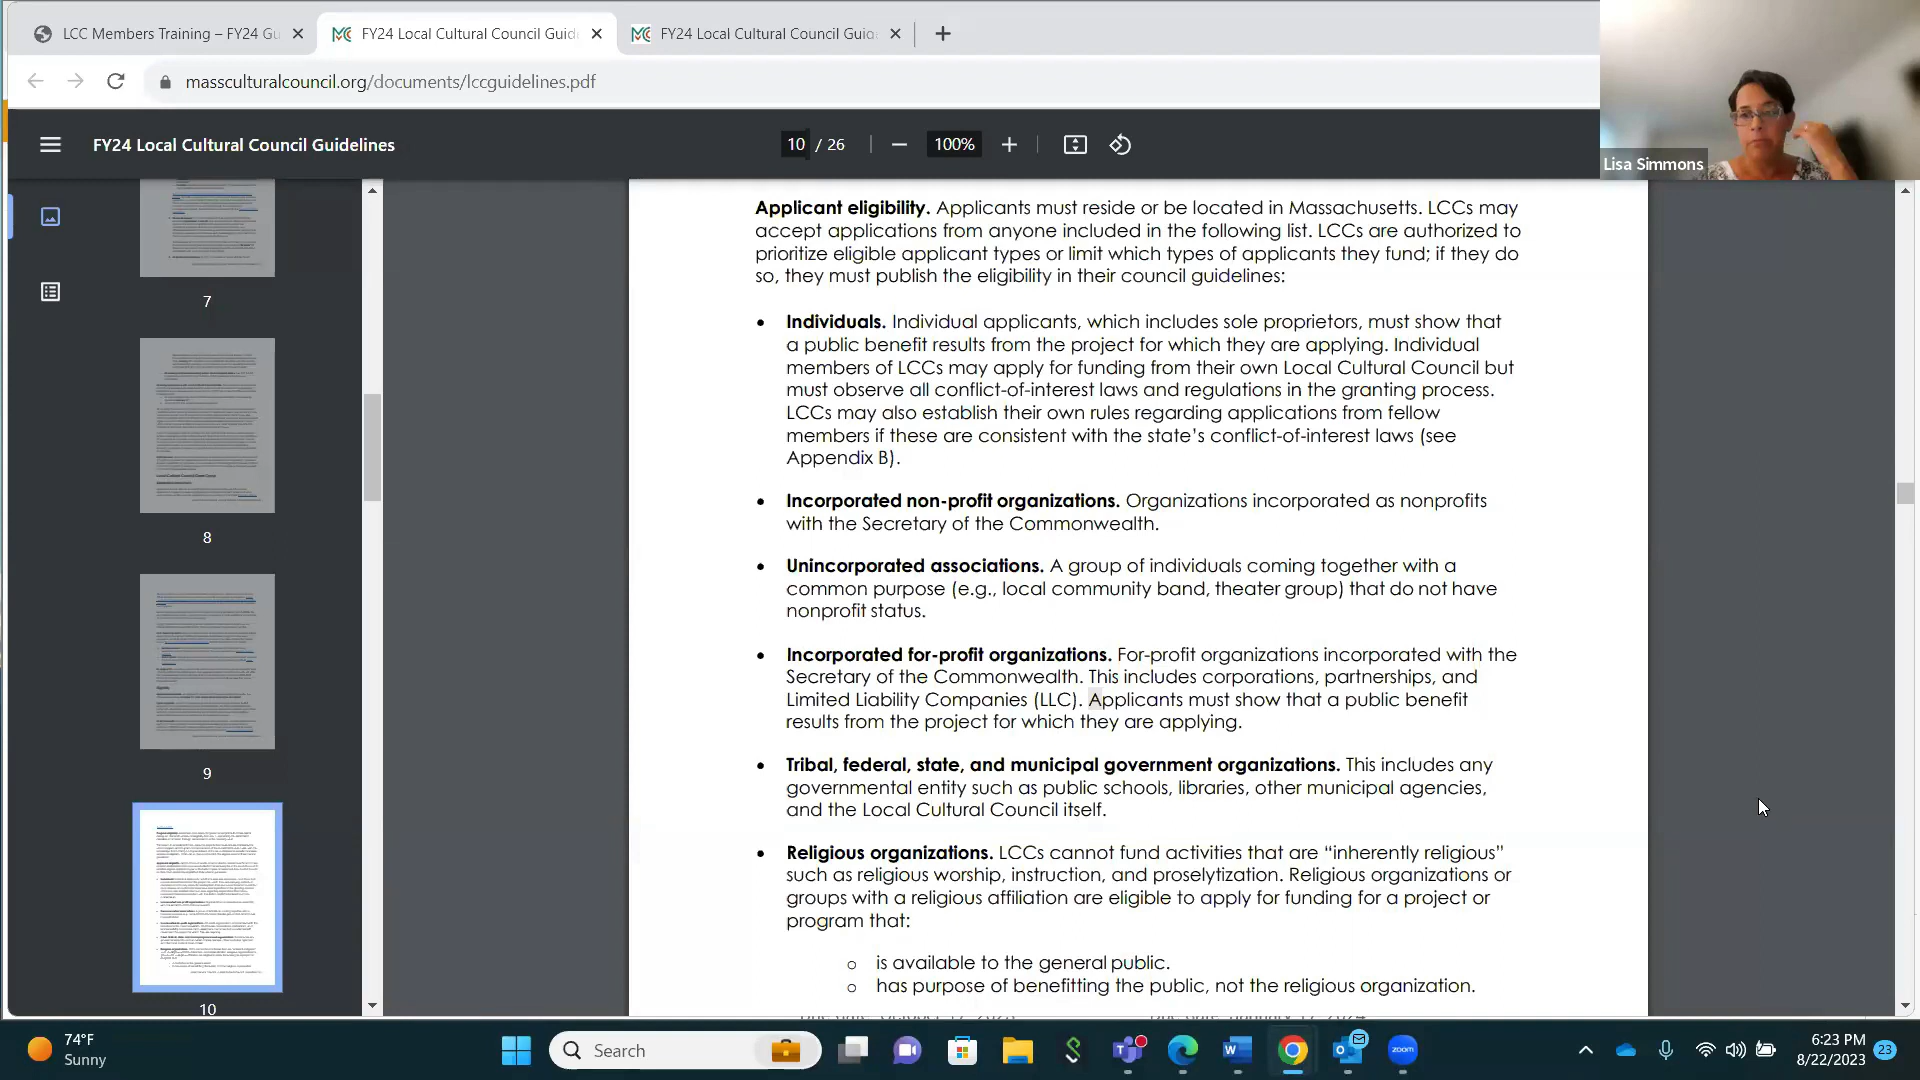 LCC Members Training – FY24 Gu
FY24 Local Cultural Council Guid
FY24 Local Cultural Council Guid
massculturalcouncil.org/documents/lccguidelines.pdf
FY24 Local Cultural Council Guidelines
10 / 26
100%
Lisa Simmons
7
8
9
10
Applicant eligibility. Applicants must reside or be located in Massachusetts. LCCs may
accept applications from anyone included in the following list. LCCs are authorized to
prioritize eligible applicant types or limit which types of applicants they fund; if they do
so, they must publish the eligibility in their council guidelines:
• Individuals. Individual applicants, which includes sole proprietors, must show that
a public benefit results from the project for which they are applying. Individual
members of LCCs may apply for funding from their own Local Cultural Council but
must observe all conflict-of-interest laws and regulations in the granting process.
LCCs may also establish their own rules regarding applications from fellow
members if these are consistent with the state’s conflict-of-interest laws (see
Appendix B).
• Incorporated non-profit organizations. Organizations incorporated as nonprofits
with the Secretary of the Commonwealth.
• Unincorporated associations. A group of individuals coming together with a
common purpose (e.g., local community band, theater group) that do not have
nonprofit status.
• Incorporated for-profit organizations. For-profit organizations incorporated with the
Secretary of the Commonwealth. This includes corporations, partnerships, and
Limited Liability Companies (LLC). Applicants must show that a public benefit
results from the project for which they are applying.
• Tribal, federal, state, and municipal government organizations. This includes any
governmental entity such as public schools, libraries, other municipal agencies,
and the Local Cultural Council itself.
• Religious organizations. LCCs cannot fund activities that are “inherently religious”
such as religious worship, instruction, and proselytization. Religious organizations or
groups with a religious affiliation are eligible to apply for funding for a project or
program that:
o is available to the general public.
o has purpose of benefitting the public, not the religious organization.
74°F
Sunny
Search
zoom
6:23 PM
8/22/2023
23